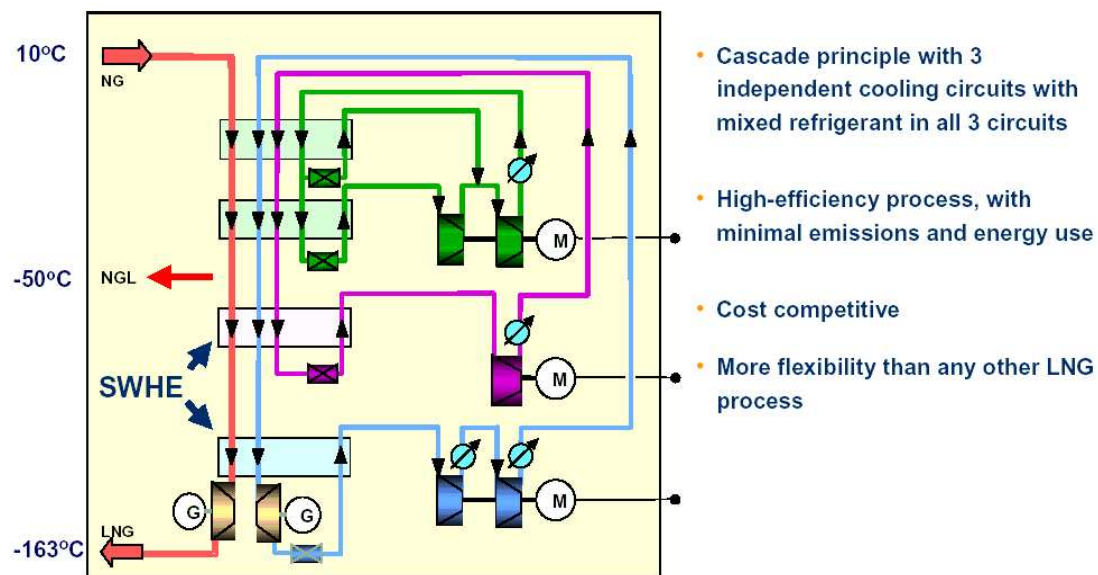 10°C
NG
-50°C
NGL
SWHE
LNG
-163°C
M
M
G
G
M
• Cascade principle with 3
independent cooling circuits with
mixed refrigerant in all 3 circuits
• High-efficiency process, with
minimal emissions and energy use
• Cost competitive
• More flexibility than any other LNG
process